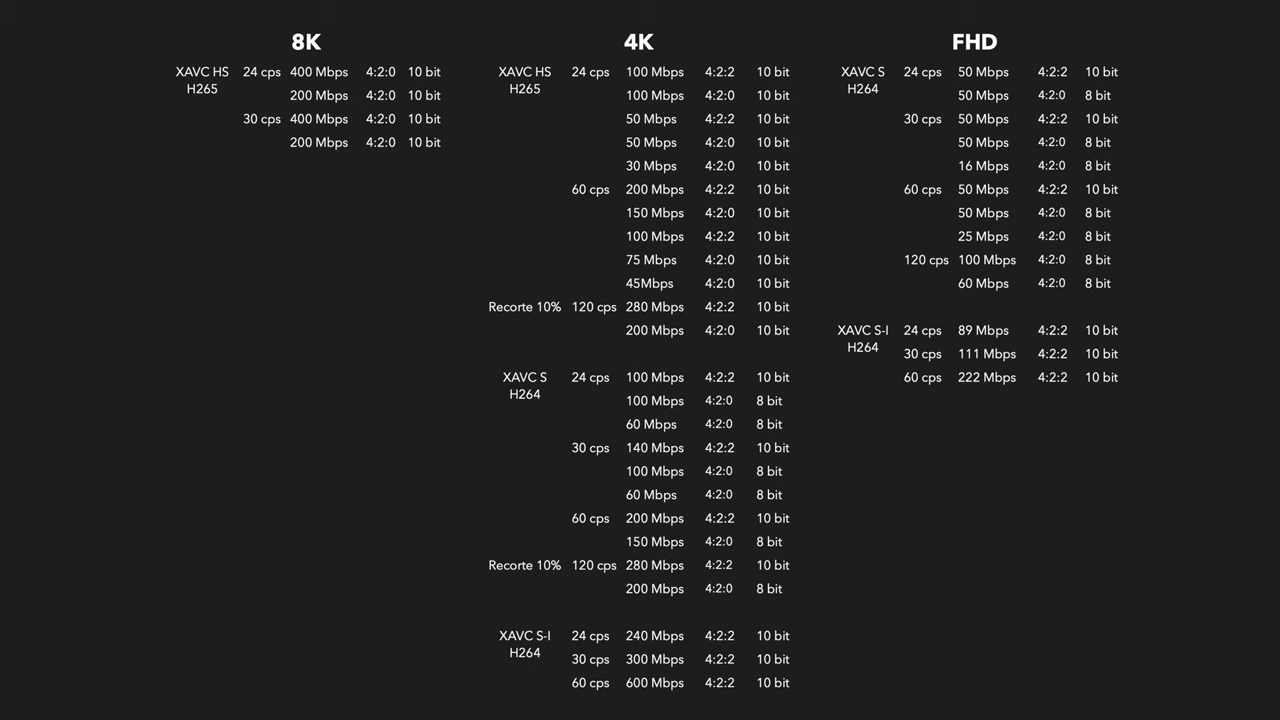 8K
XAVC HS 24 cps 400 Mbps 4:2:0 10 bit
H265
200 Mbps 4:2:0 10 bit
30 cps 400 Mbps 4:2:0 10 bit
200 Mbps 4:2:0 10 bit
4K
XAVC HS 24 cps 100 Mbps 4:2:2 10 bit
H265
100 Mbps 4:2:0 10 bit
50 Mbps 4:2:2 10 bit
50 Mbps 4:2:0 10 bit
30 Mbps 4:2:0 10 bit
60 cps 200 Mbps 4:2:2 10 bit
150 Mbps 4:2:0 10 bit
100 Mbps 4:2:2 10 bit
75 Mbps 4:2:0 10 bit
45Mbps 4:2:0 10 bit
Recorte 10% 120 cps 280 Mbps 4:2:2 10 bit
200 Mbps 4:2:0 10 bit
XAVC S 24 cps 100 Mbps 4:2:2 10 bit
H264
100 Mbps 4:2:0 8 bit
60 Mbps 4:2:0 8 bit
30 cps 140 Mbps 4:2:2 10 bit
100 Mbps 4:2:0 8 bit
60 Mbps 4:2:0 8 bit
60 cps 200 Mbps 4:2:2 10 bit
150 Mbps 4:2:0 8 bit
Recorte 10% 120 cps 280 Mbps 4:2:2 10 bit
200 Mbps 4:2:0 8 bit
XAVC S-I 24 cps 240 Mbps 4:2:2 10 bit
H264
30 cps 300 Mbps 4:2:2 10 bit
60 cps 600 Mbps 4:2:2 10 bit
FHD
XAVC S 24 cps 50 Mbps 4:2:2 10 bit
H264
50 Mbps 4:2:0 8 bit
30 cps 50 Mbps 4:2:2 10 bit
50 Mbps 4:2:0 8 bit
16 Mbps 4:2:0 8 bit
60 cps 50 Mbps 4:2:2 10 bit
50 Mbps 4:2:0 8 bit
25 Mbps 4:2:0 8 bit
120 cps 100 Mbps 4:2:0 8 bit
60 Mbps 4:2:0 8 bit
XAVC S-I 24 cps 89 Mbps 4:2:2 10 bit
H264
30 cps 111 Mbps 4:2:2 10 bit
60 cps 222 Mbps 4:2:2 10 bit